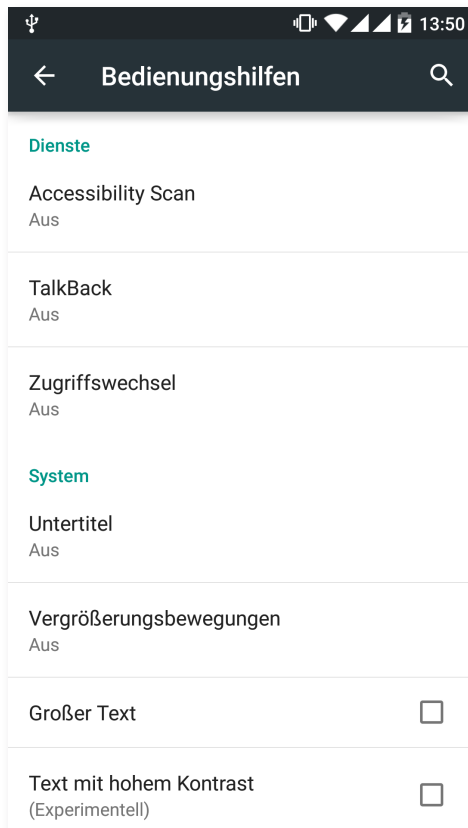 13:50
Bedienungshilfen
Dienste
Accessibility Scan
Aus
TalkBack
Aus
Zugriffswechsel
Aus
System
Untertitel
Aus
Vergrößerungsbewegungen
Aus
Großer Text
Text mit hohem Kontrast
(Experimentell)